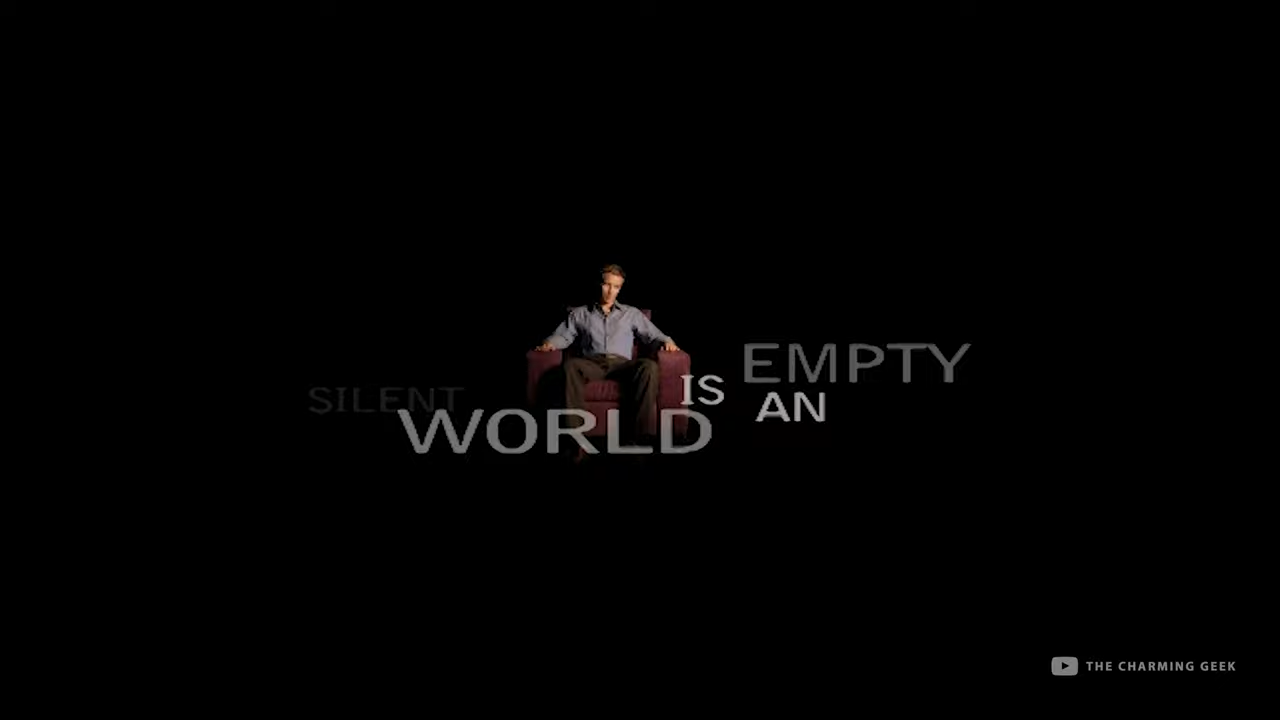 SILENT
WORLD
IS
AN
EMPTY
THE CHARMING GEEK